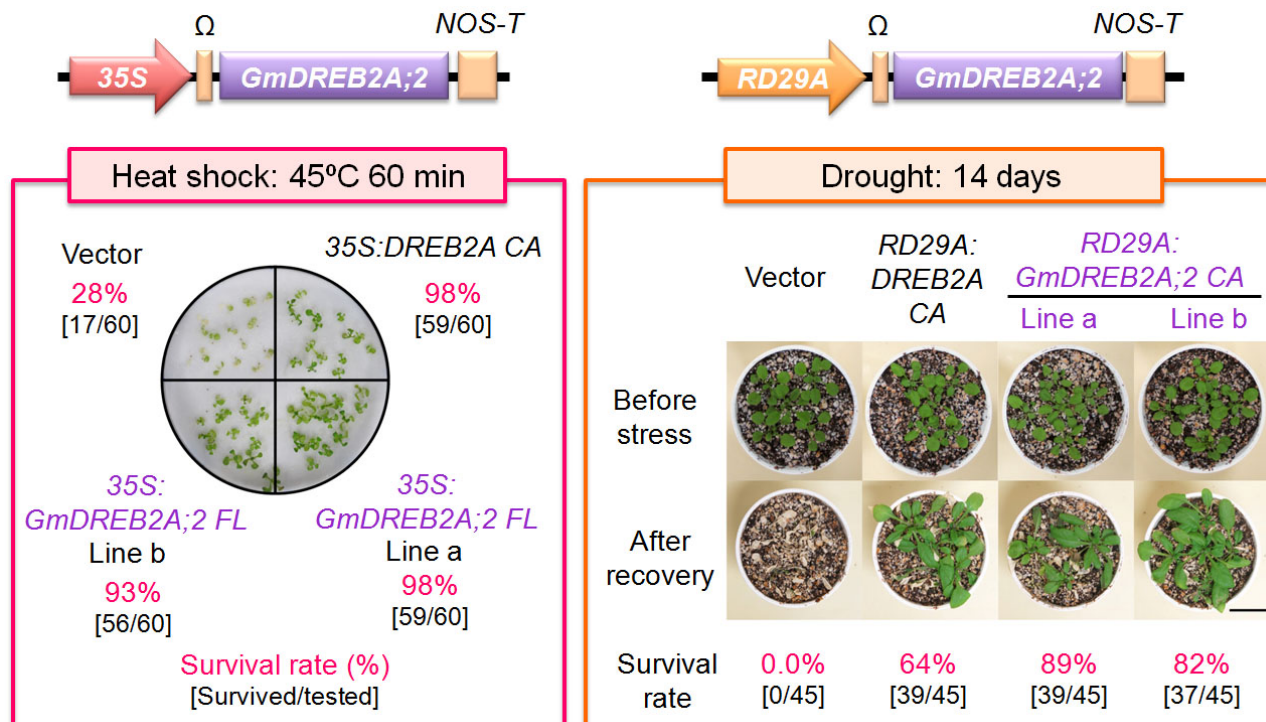 Ω
NOS-T
35S
GmDREB2A;2
Heat shock: 45ºC 60 min
Vector
28%
[17/60]
35S:DREB2A CA
98%
[59/60]
35S:
GmDREB2A;2 FL
Line b
93%
[56/60]
35S:
GmDREB2A;2 FL
Line a
98%
[59/60]
Survival rate (%)
[Survived/tested]
Ω
NOS-T
RD29A
GmDREB2A;2
Drought: 14 days
Vector
RD29A:
DREB2A
CA
RD29A:
GmDREB2A;2 CA
Line a
Line b
Before
stress
After
recovery
Survival
rate
0.0%
[0/45]
64%
[39/45]
89%
[39/45]
82%
[37/45]